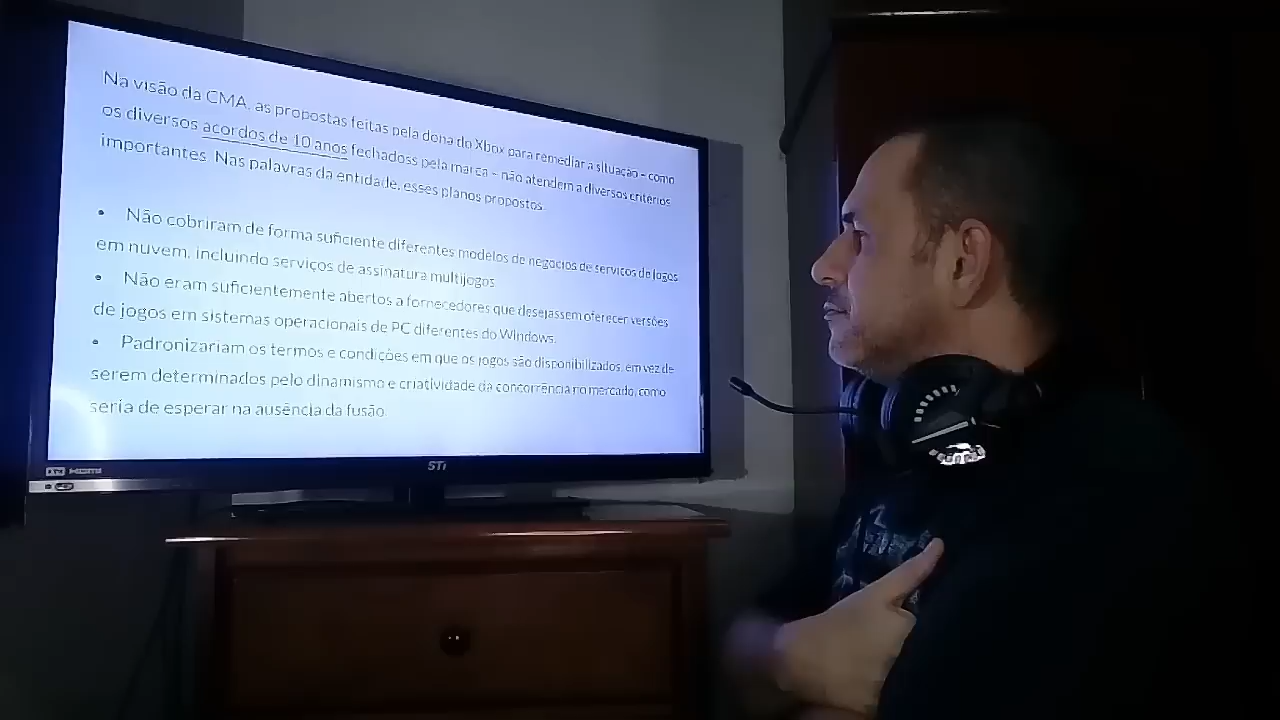 Na visão da CMA, as propostas feitas pela dona do Xbox para remediar a situação – como
os diversos acordos de 10 anos fechadoss pela marca – não atendem a diversos critérios
importantes. Nas palavras da entidade, esses planos propostos:
• Não cobriram de forma suficiente diferentes modelos de negócios de serviços de jogos
em nuvem, incluindo serviços de assinatura multijogos.
• Não eram suficientemente abertos a fornecedores que desejassem oferecer versões
de jogos em sistemas operacionais de PC diferentes do Windows.
• Padronizariam os termos e condições em que os jogos são disponibilizados, em vez de
serem determinados pelo dinamismo e criatividade da concorrência no mercado, como
seria de esperar na ausência da fusão.
HDMI
STi